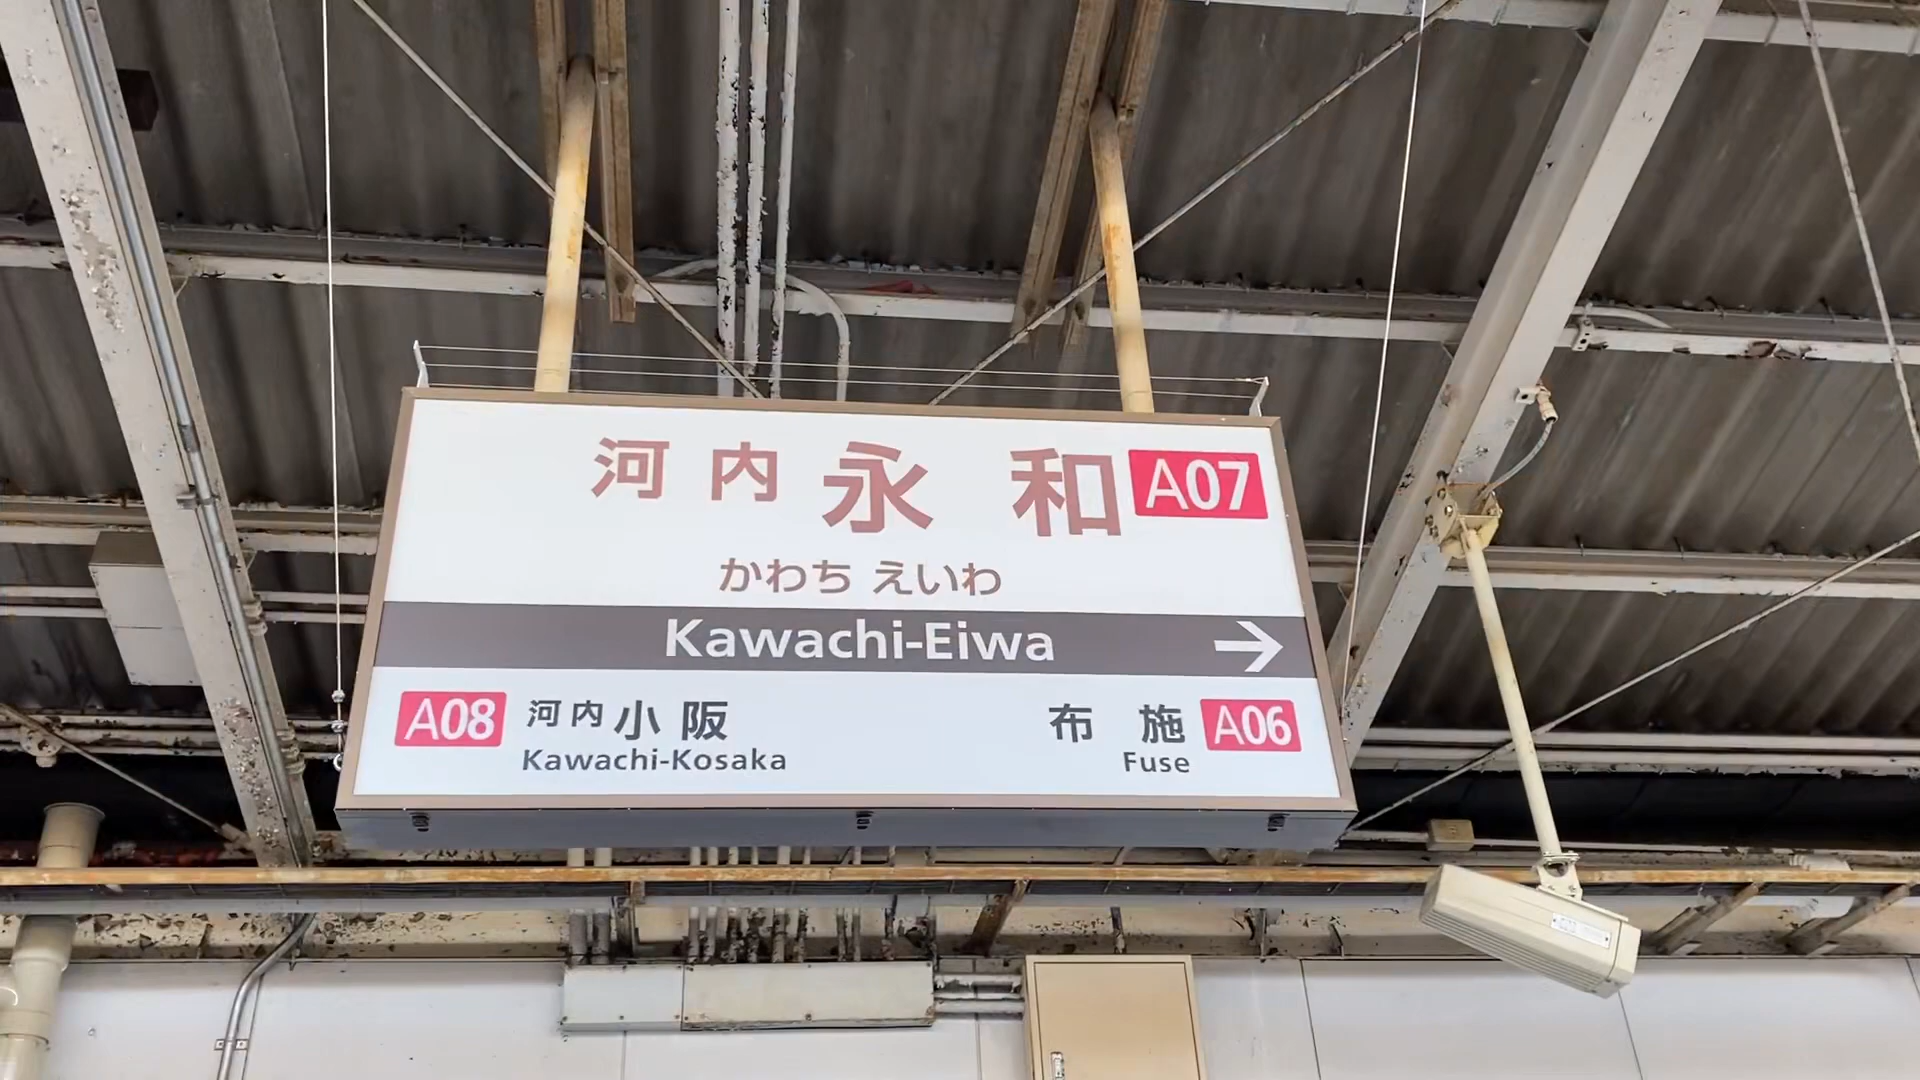 河内永和 A07
かわち えいわ
Kawachi-Eiwa →
A08 河内小阪 布施 A06
Kawachi-Kosaka Fuse